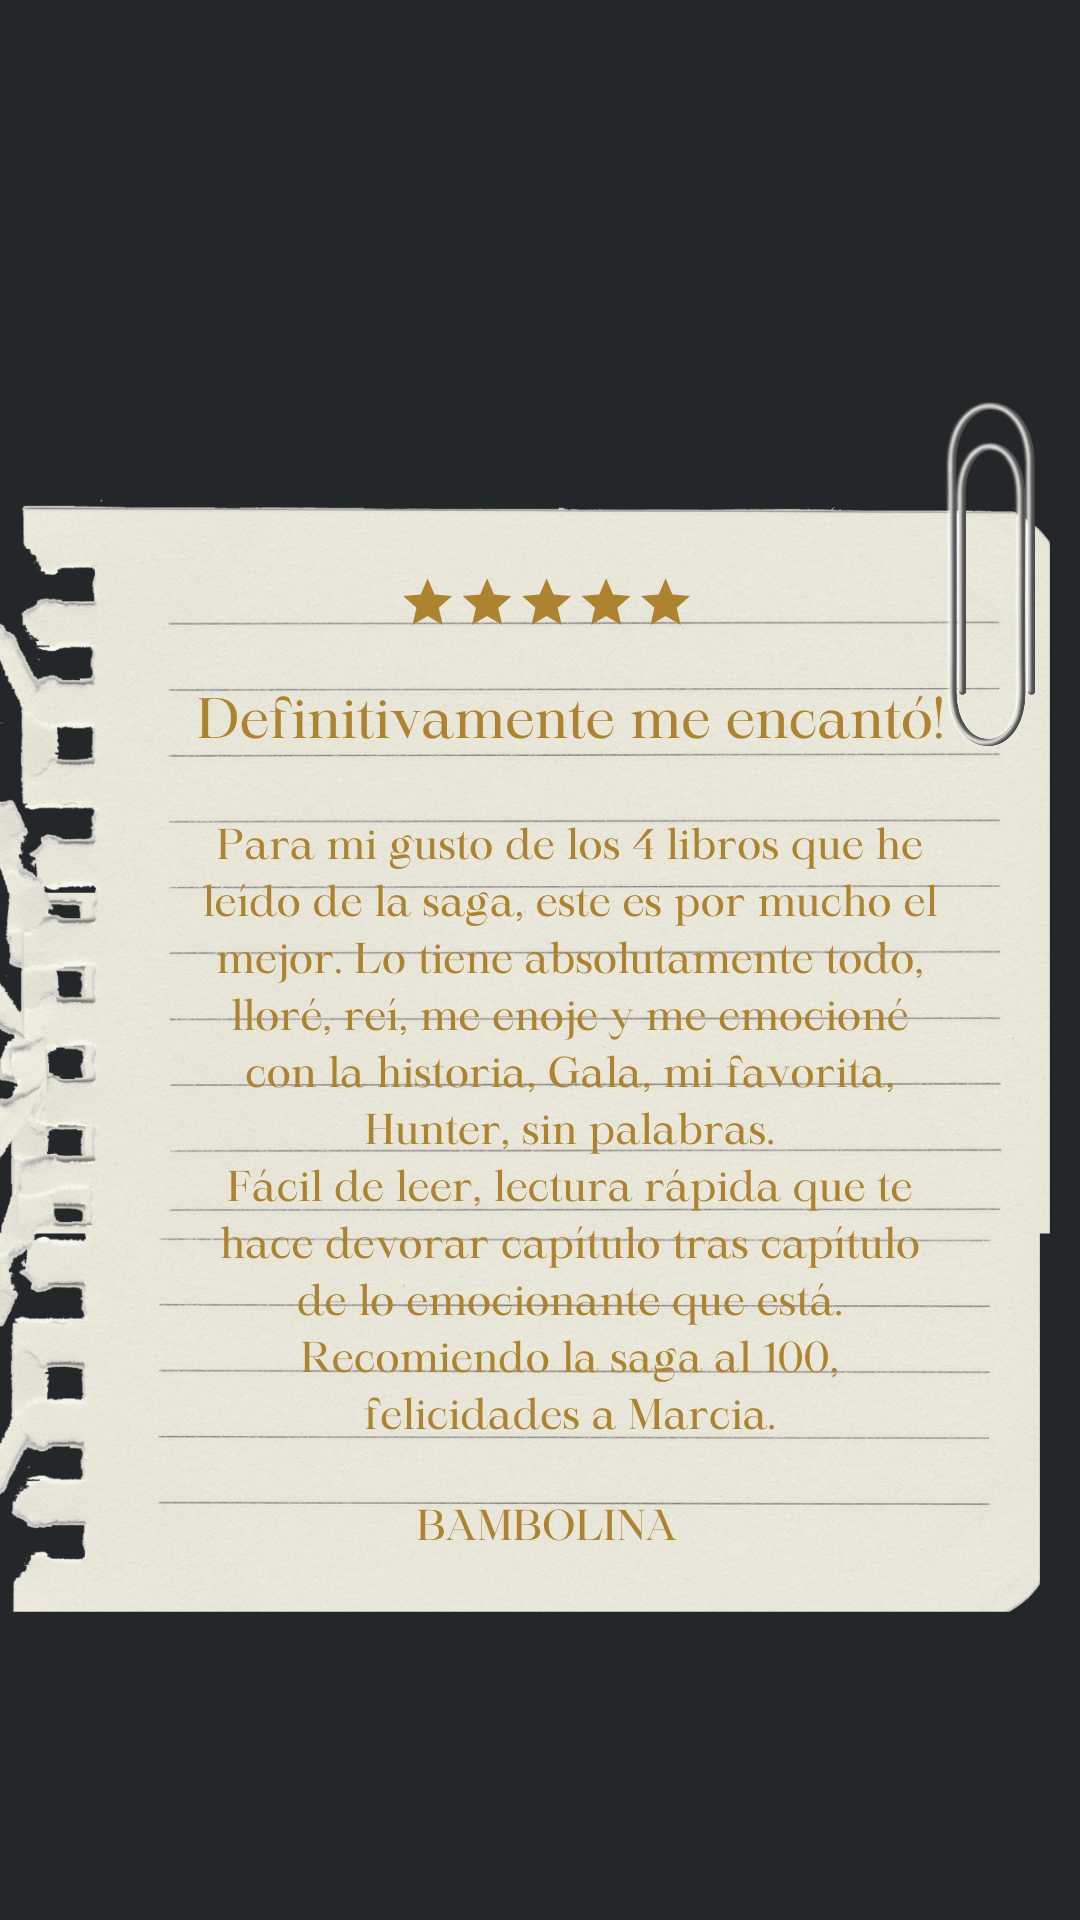 Definitivamente me encantó!
Para mi gusto de los 4 libros que he
leído de la saga, este es por mucho el
mejor. Lo tiene absolutamente todo,
lloré, reí, me enoje y me emocioné
con la historia, Gala, mi favorita,
Hunter, sin palabras.
Fácil de leer, lectura rápida que te
hace devorar capítulo tras capítulo
de lo emocionante que está.
Recomiendo la saga al 100,
felicidades a Marcia.
BAMBOLINA